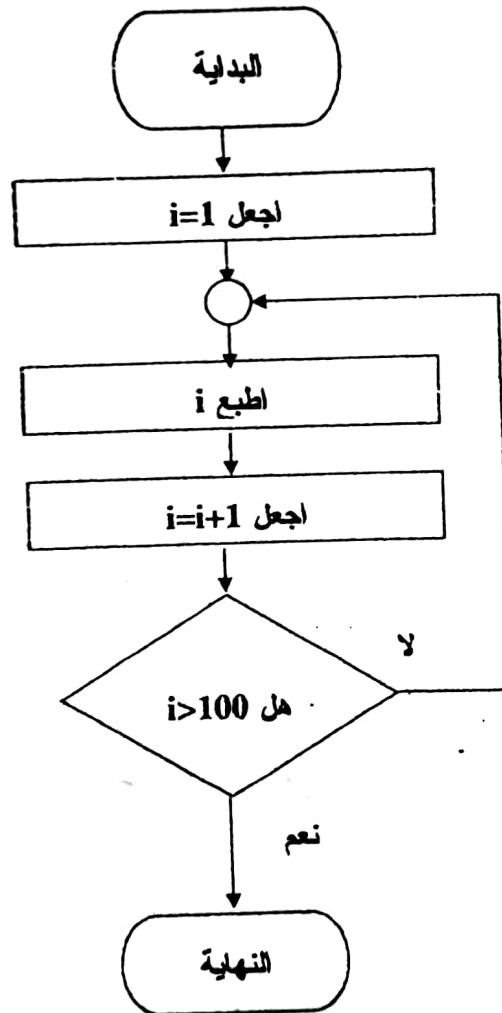 البداية
اجعل i=1
اطبع i
اجعل i=i+1
لا
هل i>100
نعم
النهاية